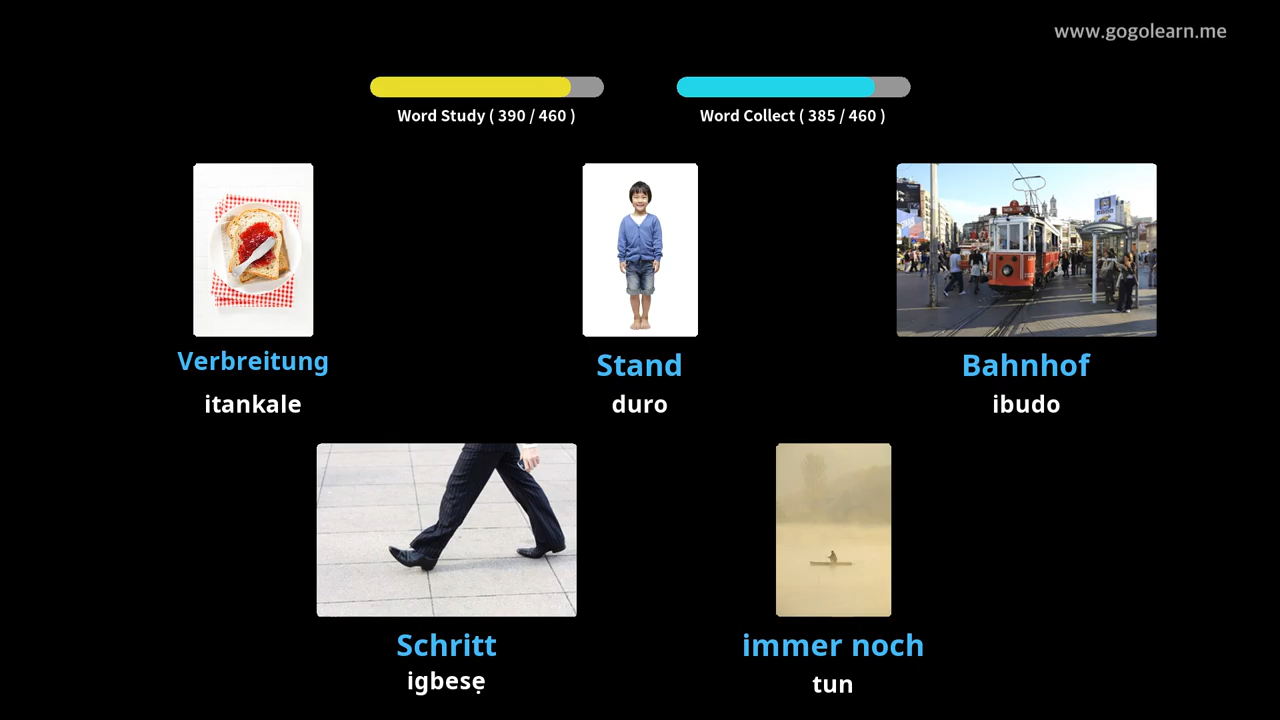 www.gogolearn.me
Word Study ( 390 / 460 )
Word Collect ( 385 / 460 )
Verbreitung
itankale
Stand
duro
Bahnhof
ibudo
Schritt
igbesẹ
immer noch
tun